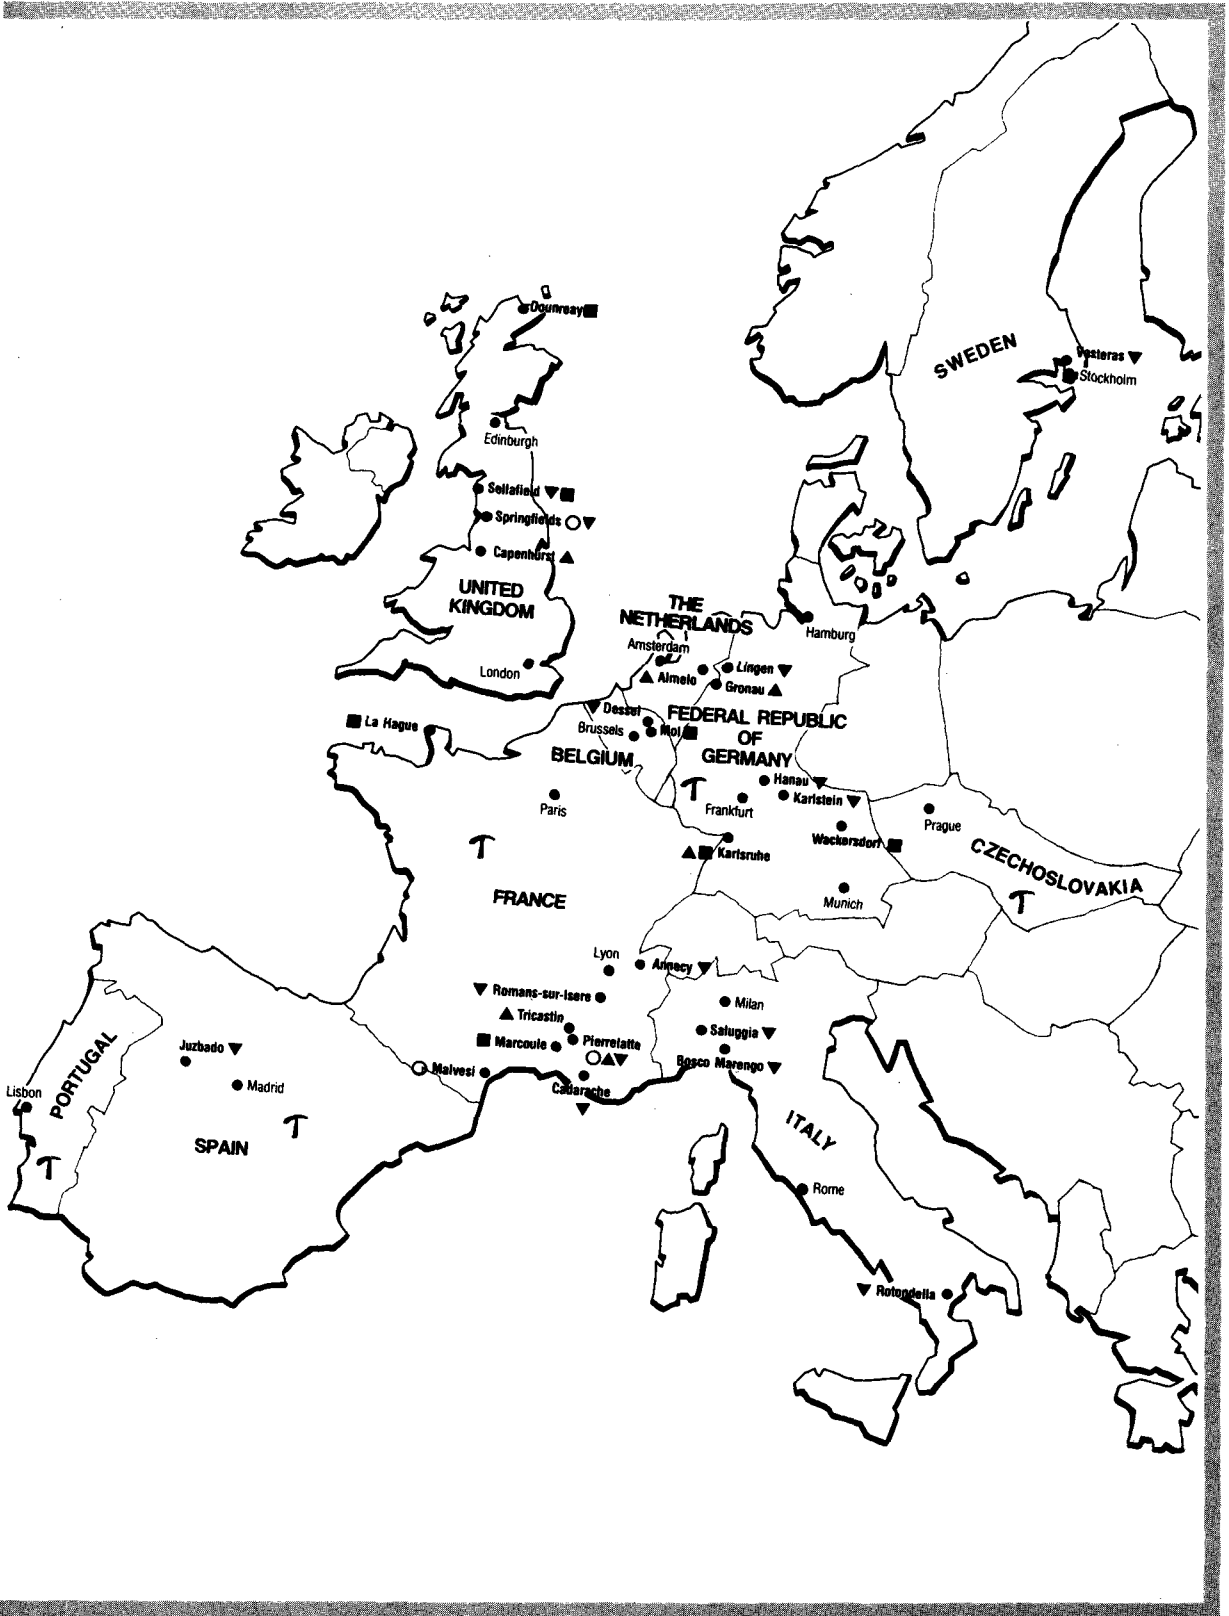 Dounreay
SWEDEN
Vasteras
Stockholm
Edinburgh
Sellafield
Springfields
Capenhurst
UNITED
KINGDOM
London
THE
NETHERLANDS
Amsterdam
Hamburg
Lingen
Almelo
Gronau
Dessel
La Hague
Brussels
Mol
FEDERAL REPUBLIC
OF
GERMANY
BELGIUM
Hanau
Karlstein
Paris
Frankfurt
Prague
Wackersdorf
Karlsruhe
CZECHOSLOVAKIA
Munich
FRANCE
Lyon
Annecy
Romans-sur-Isere
Milan
Tricastin
Saluggia
Marcoule
Pierrelatte
Bosco Marengo
Malvesi
Cadarache
Juzbado
Madrid
PORTUGAL
Lisbon
SPAIN
ITALY
Rome
Rotondella